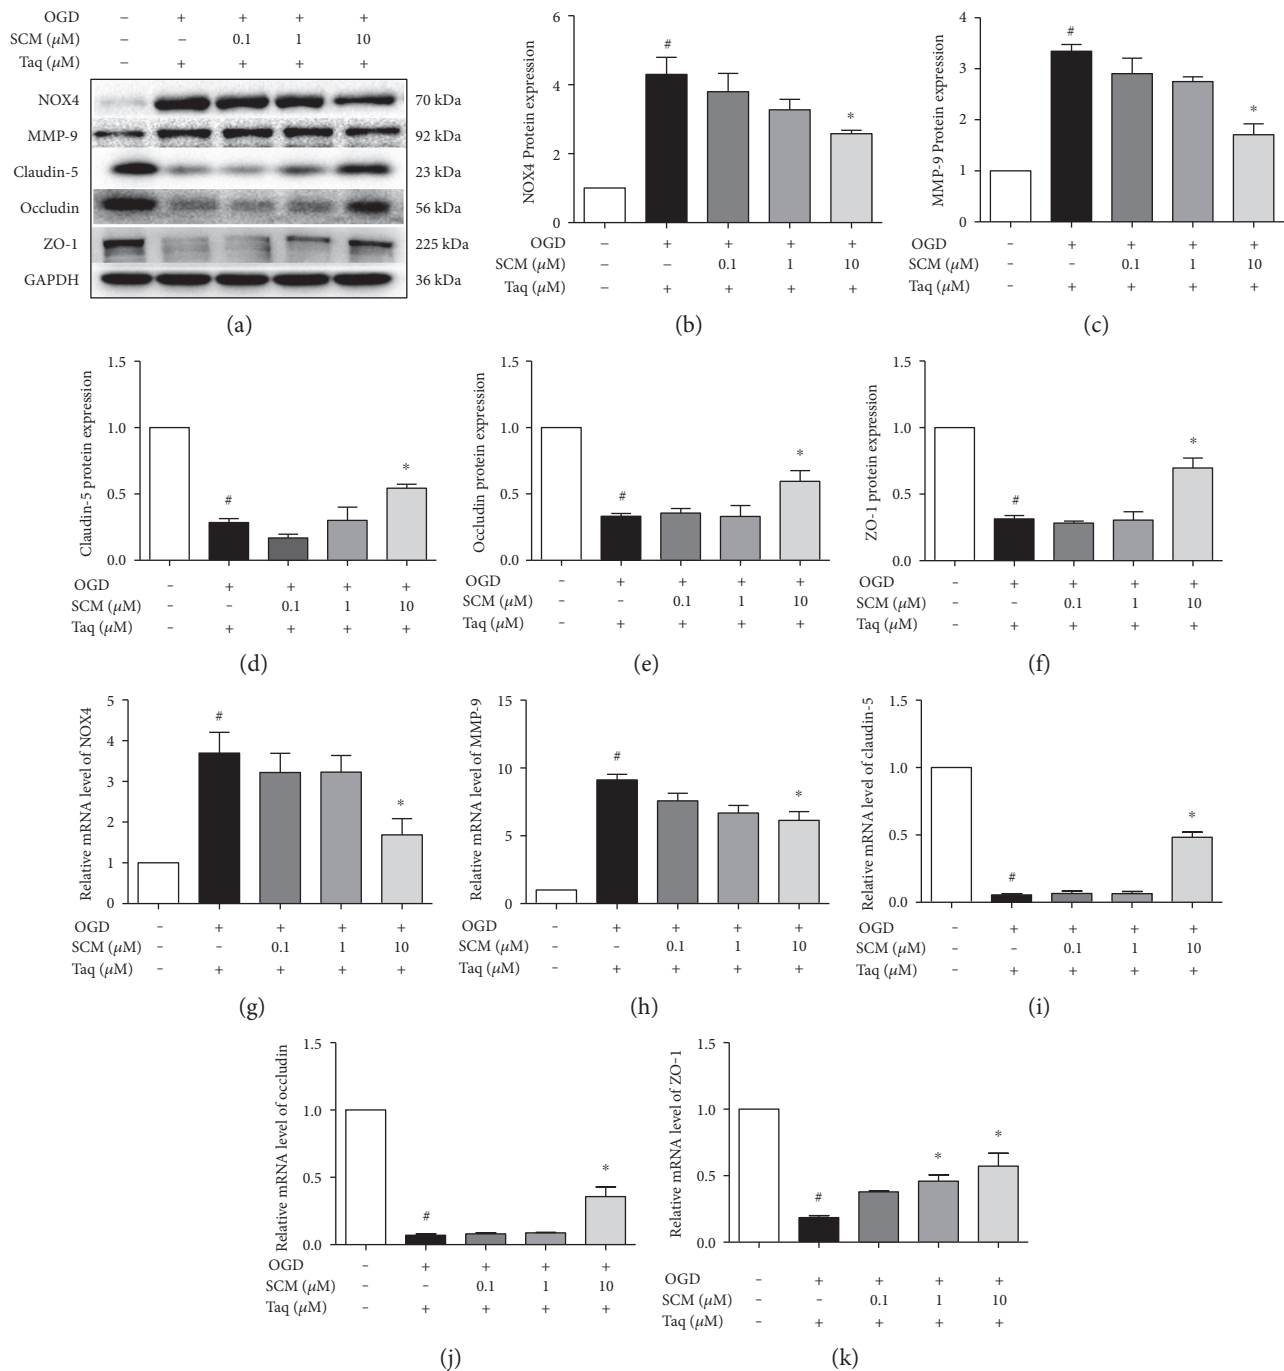 OGD − + + + +
SCM (μM) − − 0.1 1 10
Taq (μM) − + + + +
NOX4 70 kDa
MMP-9 92 kDa
Claudin-5 23 kDa
Occludin 56 kDa
ZO-1 225 kDa
GAPDH 36 kDa
(a)
NOX4 Protein expression
6
4
2
0
# *
OGD − + + + +
SCM (μM) − − 0.1 1 10
Taq (μM) − + + + +
(b)
MMP-9 Protein expression
4
3
2
1
0
# *
OGD - + + + +
SCM (μM) - - 0.1 1 10
Taq (μM) - + + + +
(c)
Claudin-5 protein expression
1.5
1.0
0.5
0.0
# *
OGD - + + + +
SCM (μM) - - 0.1 1 10
Taq (μM) - + + + +
(d)
Occludin protein expression
1.5
1.0
0.5
0.0
# *
OGD - + + + +
SCM (μM) - - 0.1 1 10
Taq (μM) - + + + +
(e)
ZO-1 protein expression
1.5
1.0
0.5
0.0
# *
OGD - + + + +
SCM (μM) - - 0.1 1 10
Taq (μM) - + + + +
(f)
Relative mRNA level of NOX4
5
4
3
2
1
0
# *
OGD - + + + +
SCM (μM) - - 0.1 1 10
Taq (μM) - + + + +
(g)
Relative mRNA level of MMP-9
15
10
5
0
# *
OGD - + + + +
SCM (μM) - - 0.1 1 10
Taq (μM) - + + + +
(h)
Relative mRNA level of claudin-5
1.5
1.0
0.5
0.0
# *
OGD - + + + +
SCM (μM) - - 0.1 1 10
Taq (μM) - + + + +
(i)
Relative mRNA level of occludin
1.5
1.0
0.5
0.0
# *
OGD - + + + +
SCM (μM) - - 0.1 1 10
Taq (μM) - + + + +
(j)
Relative mRNA level of ZO-1
1.5
1.0
0.5
0.0
# * *
OGD - + + + +
SCM (μM) - - 0.1 1 10
Taq (μM) - + + + +
(k)